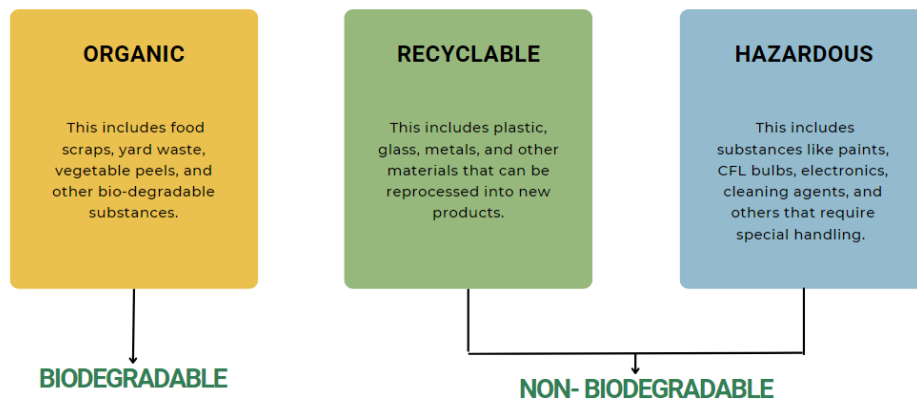 ORGANIC
This includes food
scraps, yard waste,
vegetable peels, and
other bio-degradable
substances.
BIODEGRADABLE
RECYCLABLE
This includes plastic,
glass, metals, and other
materials that can be
reprocessed into new
products.
HAZARDOUS
This includes
substances like paints,
CFL bulbs, electronics,
cleaning agents, and
others that require
special handling.
NON- BIODEGRADABLE